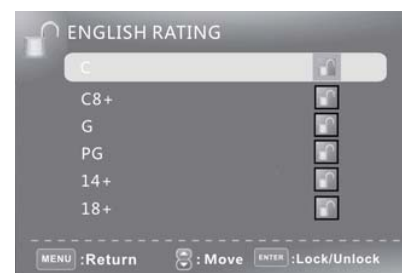 ENGLISH RATING
C
C8+
G
PG
14+
18+
MENU :Return :Move ENTER :Lock/Unlock